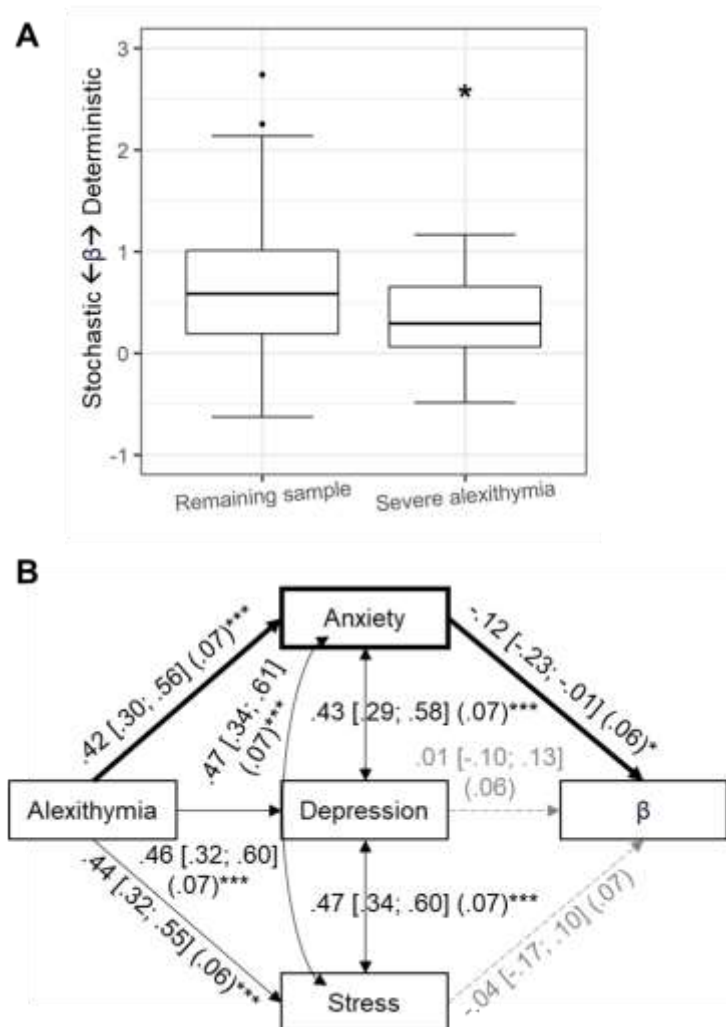 A
3
2
1
0
-1
Stochastic ←β→ Deterministic
*
Remaining sample
Severe alexithymia
B
Anxiety
.42 [.30; .56] (.07)***
-.12 [-.23; -.01] (.06)*
.47 [.34; .61]
(.07)***
.43 [.29; .58] (.07)***
.01 [-.10; .13]
(.06)
Alexithymia
Depression
β
.46 [.32; .60]
(.07)***
.44 [.32; .55] (.06)***
.47 [.34; .60] (.07)***
-.04 [-.17; .10] (.07)
Stress